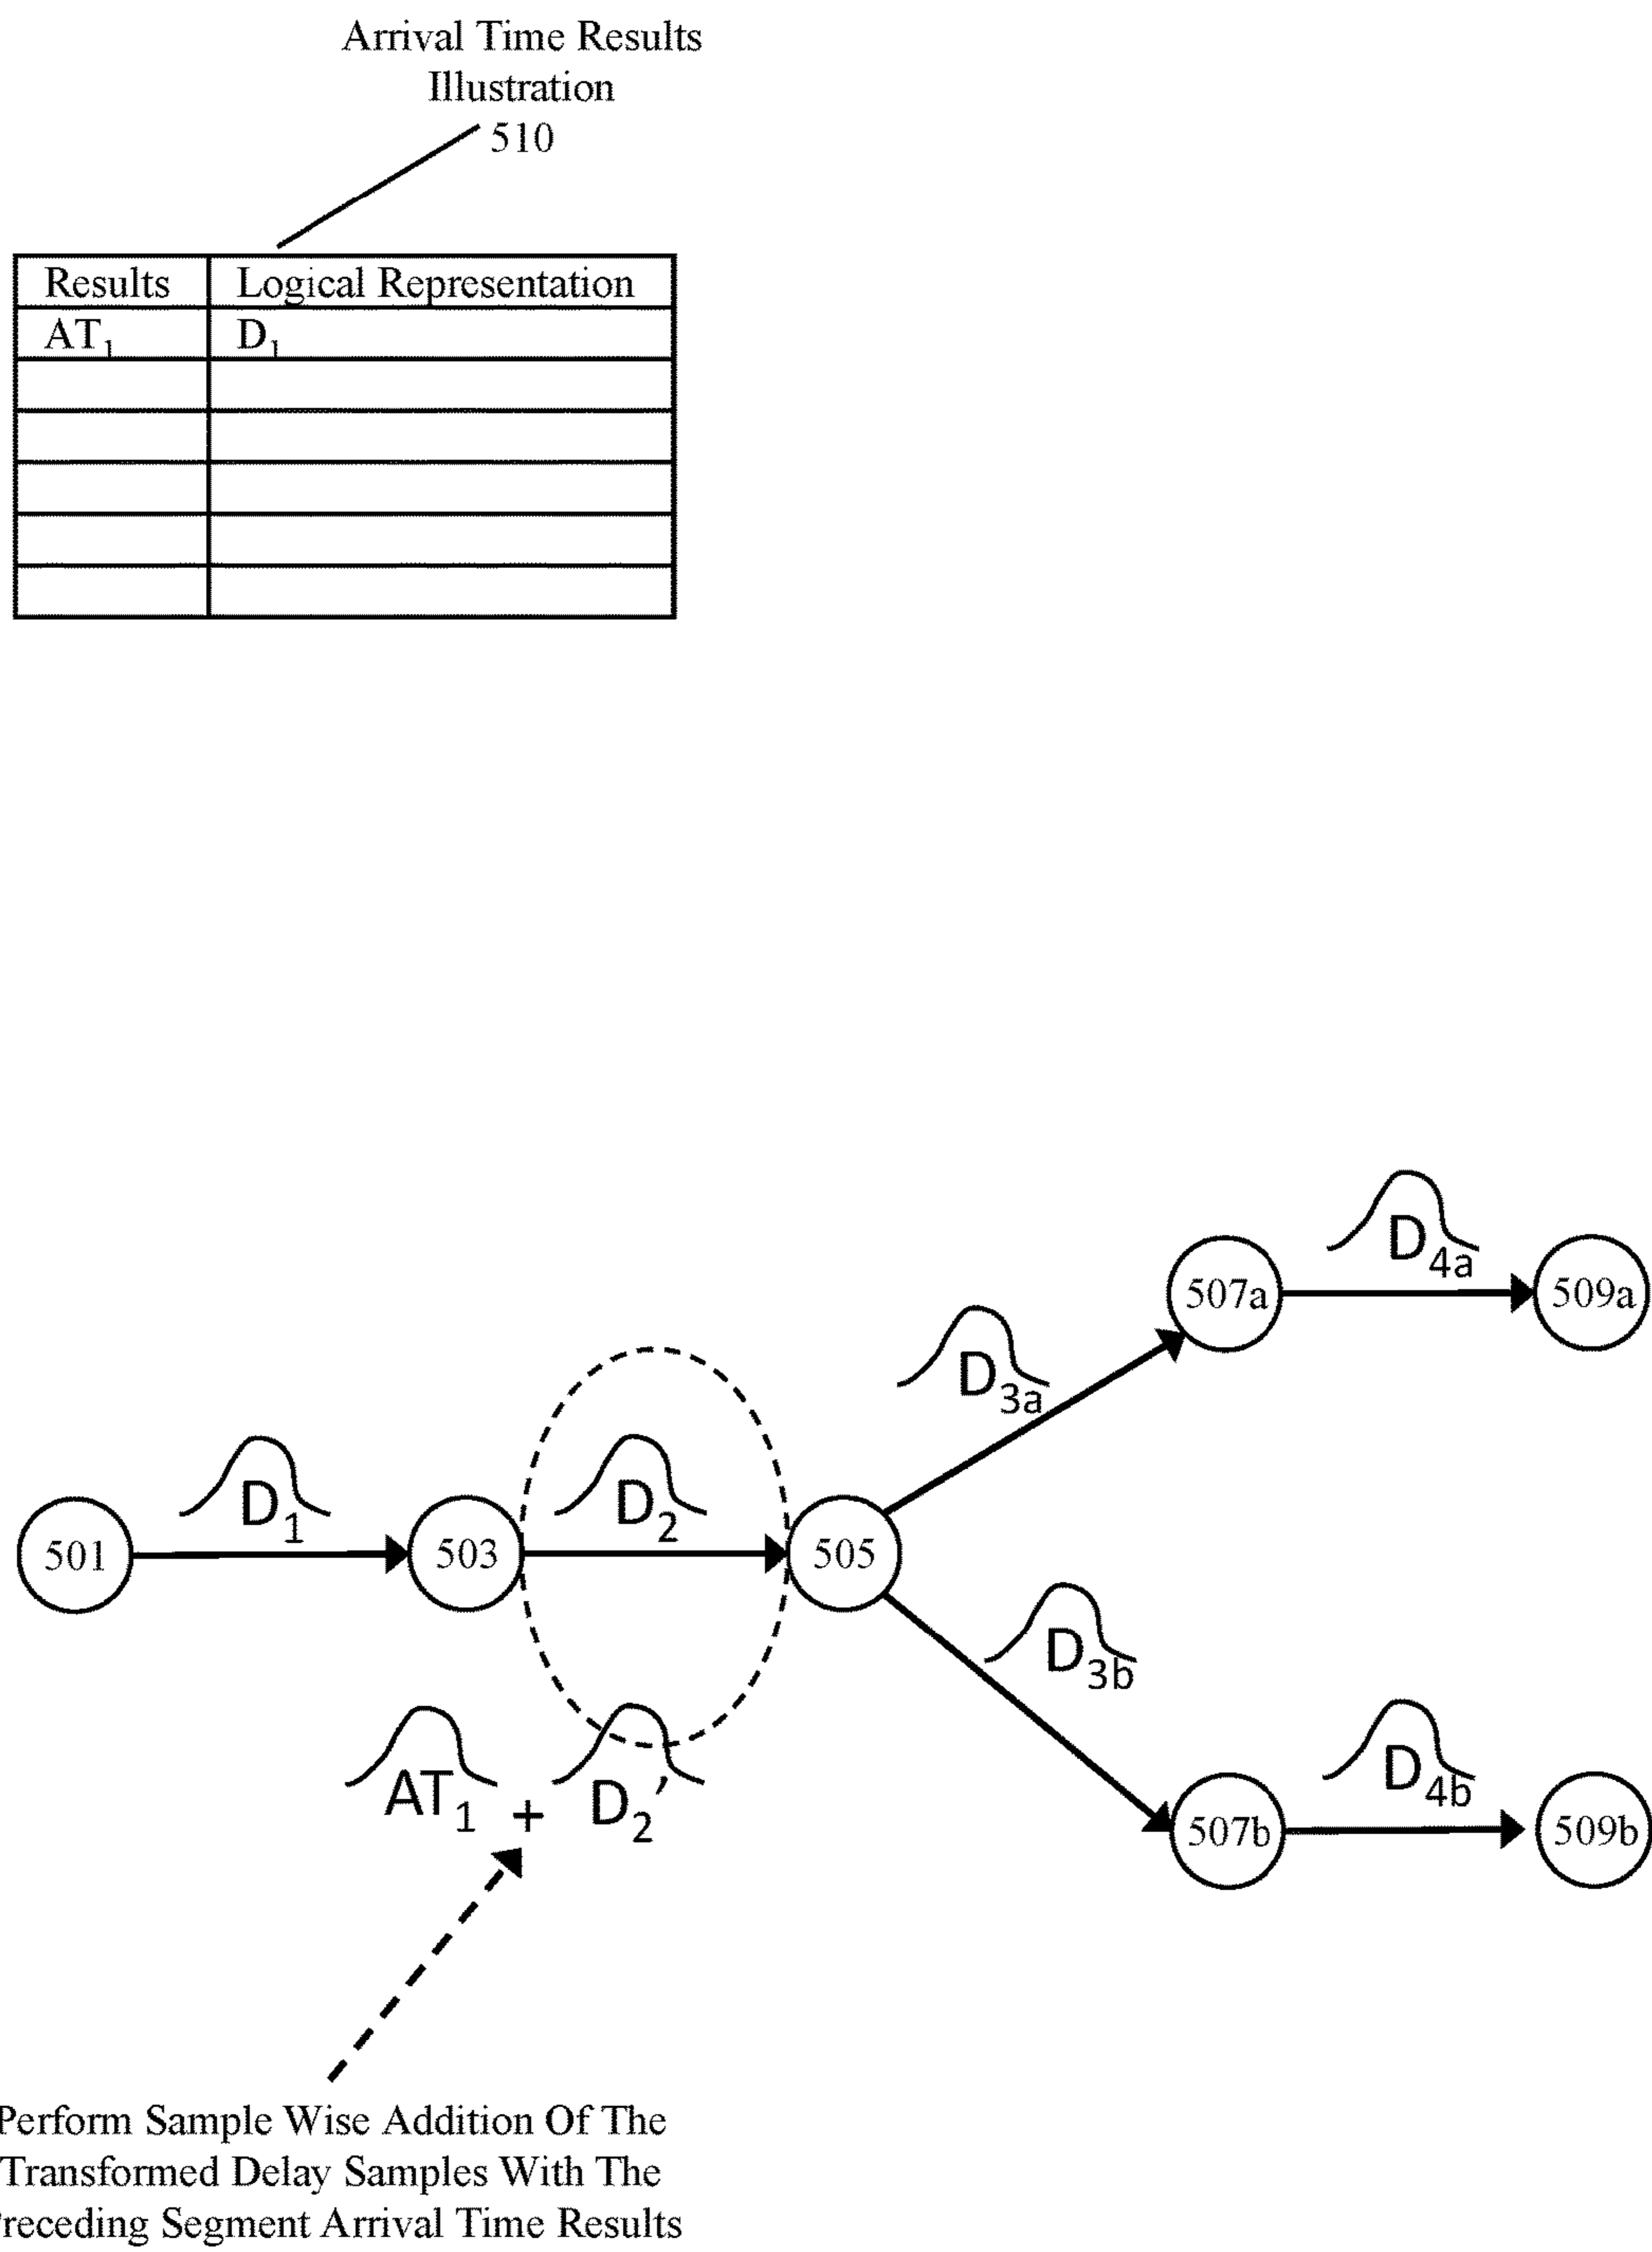 Arrival Time Results
Illustration
510
Results Logical Representation
AT1 D1
D4a
507a 509a
D3a
D1 D2
501 503 505
D3b
AT1 + D2’
D4b
507b 509b
Perform Sample Wise Addition Of The
Transformed Delay Samples With The
Preceding Segment Arrival Time Results